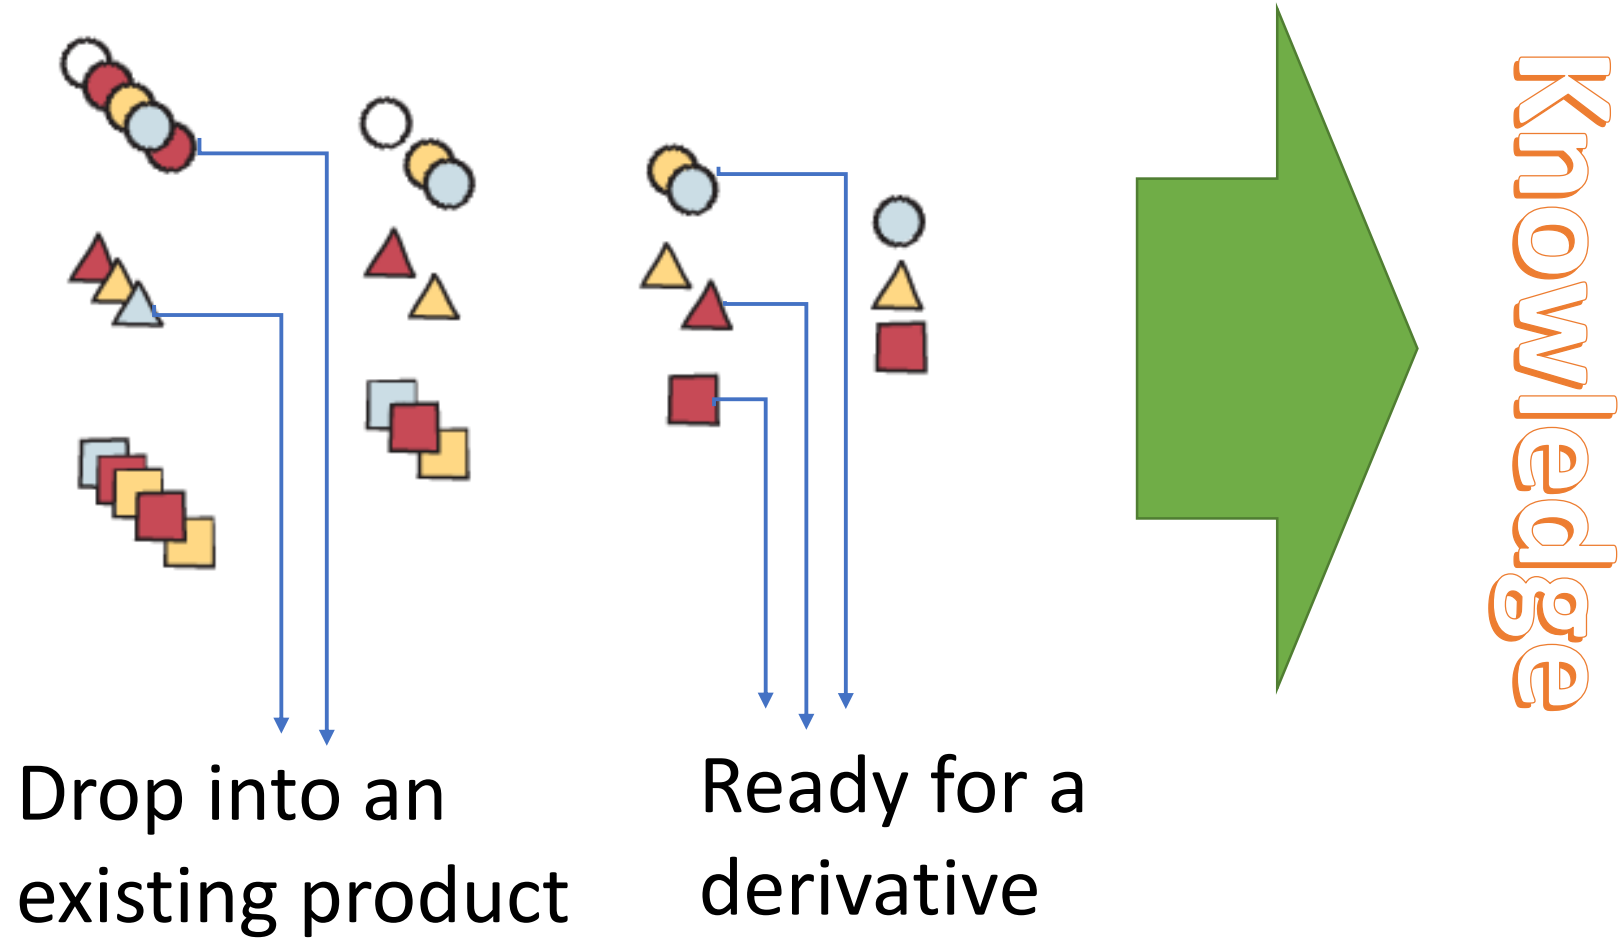 Drop into an
existing product
Ready for a
derivative
Knowledge